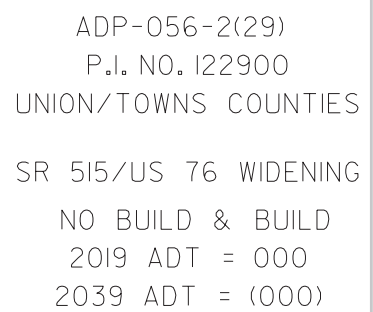 ADP-056-2(29)
P.I. NO. 122900
UNION/TOWNS COUNTIES
SR 515/US 76 WIDENING
NO BUILD & BUILD
2019 ADT = 000
2039 ADT = (000)